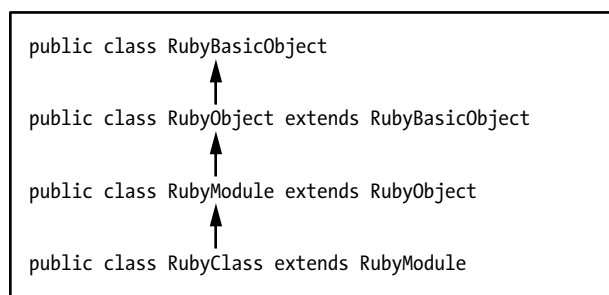 public class RubyBasicObject
public class RubyObject extends RubyBasicObject
public class RubyModule extends RubyObject
public class RubyClass extends RubyModule